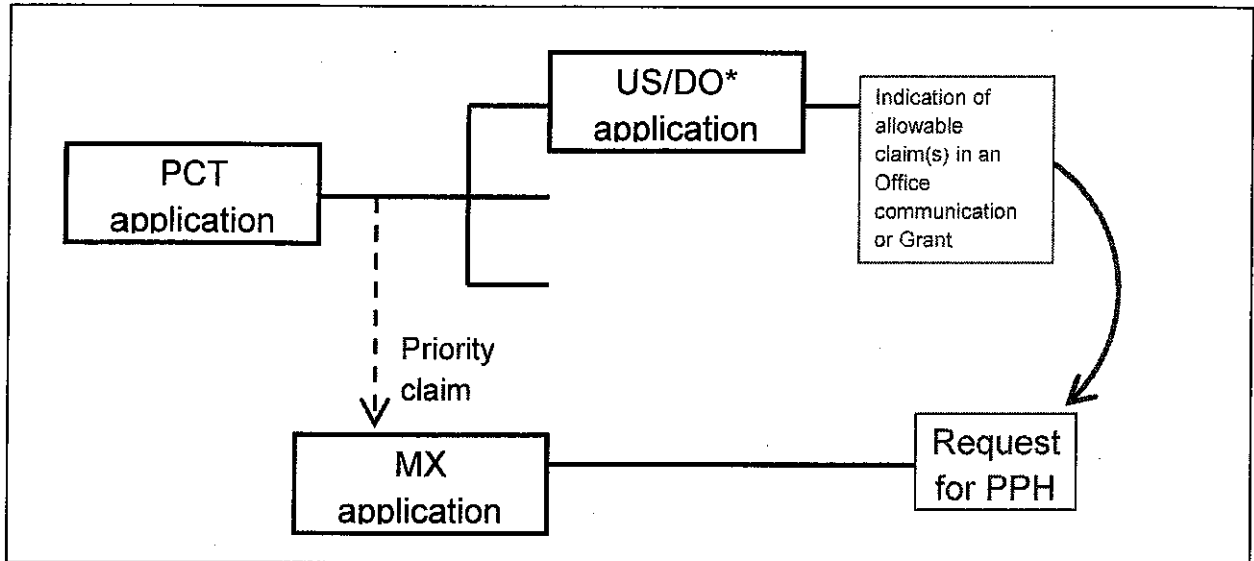 US/DO*
application
Indication of
allowable
claim(s) in an
Office
communication
or Grant
PCT
application
Priority
claim
MX
application
Request
for PPH